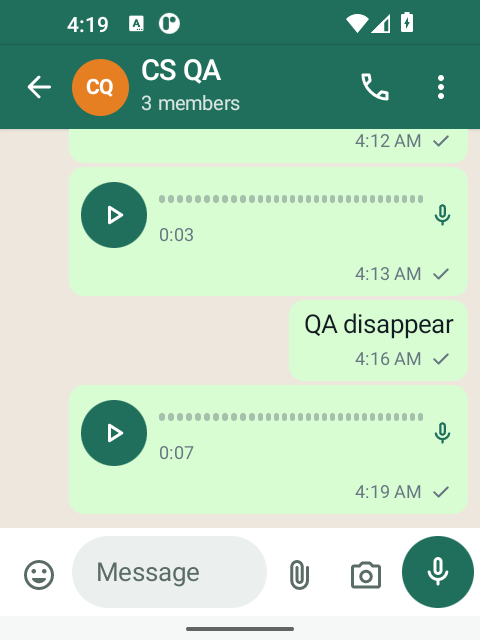 4:19
A
CQ
CS QA
3 members
4:12 AM
0:03
4:13 AM
QA disappear
4:16 AM
0:07
4:19 AM
Message